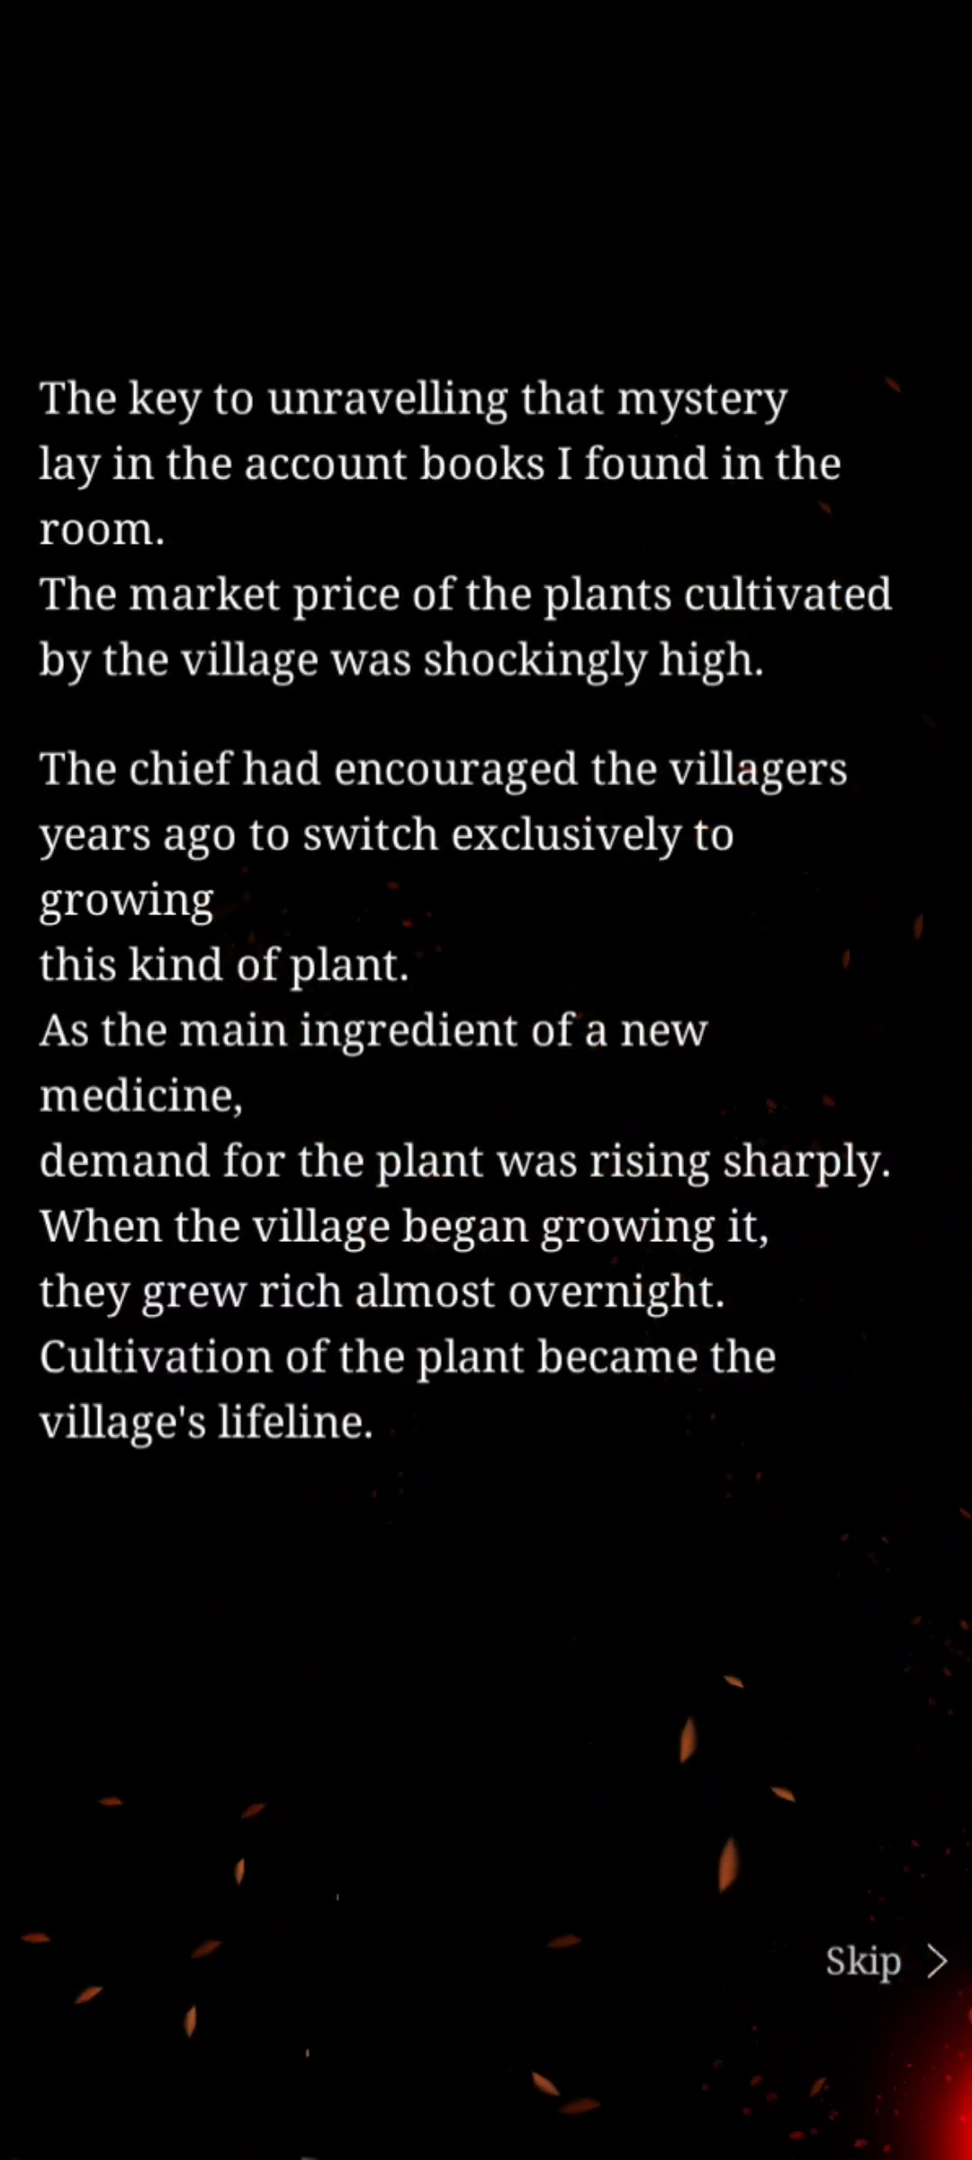 The key to unravelling that mystery
lay in the account books I found in the
room.
The market price of the plants cultivated
by the village was shockingly high.
The chief had encouraged the villagers
years ago to switch exclusively to
growing
this kind of plant.
As the main ingredient of a new
medicine,
demand for the plant was rising sharply.
When the village began growing it,
they grew rich almost overnight.
Cultivation of the plant became the
village's lifeline.
Skip